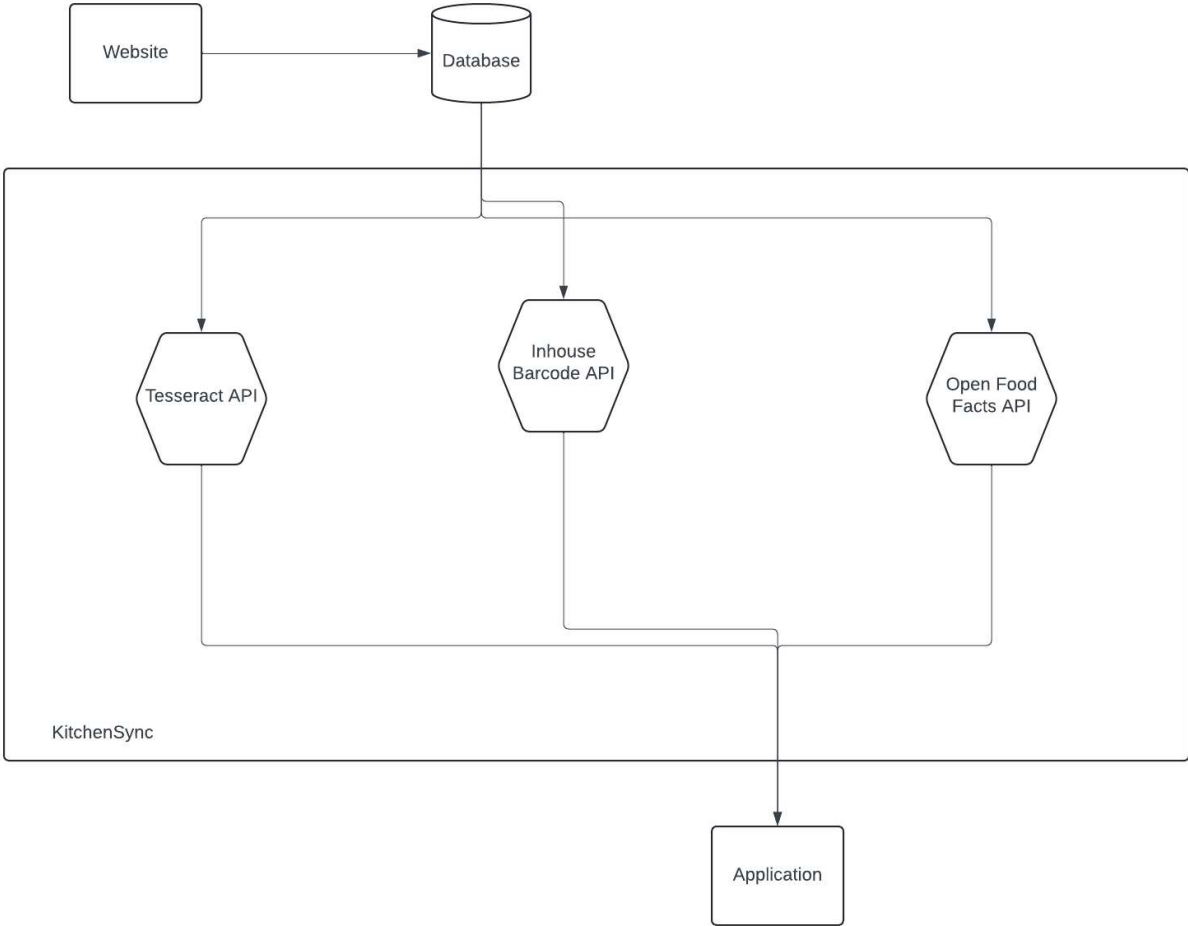 Website
Database
Inhouse
Barcode API
Tesseract API
Open Food
Facts API
KitchenSync
Application